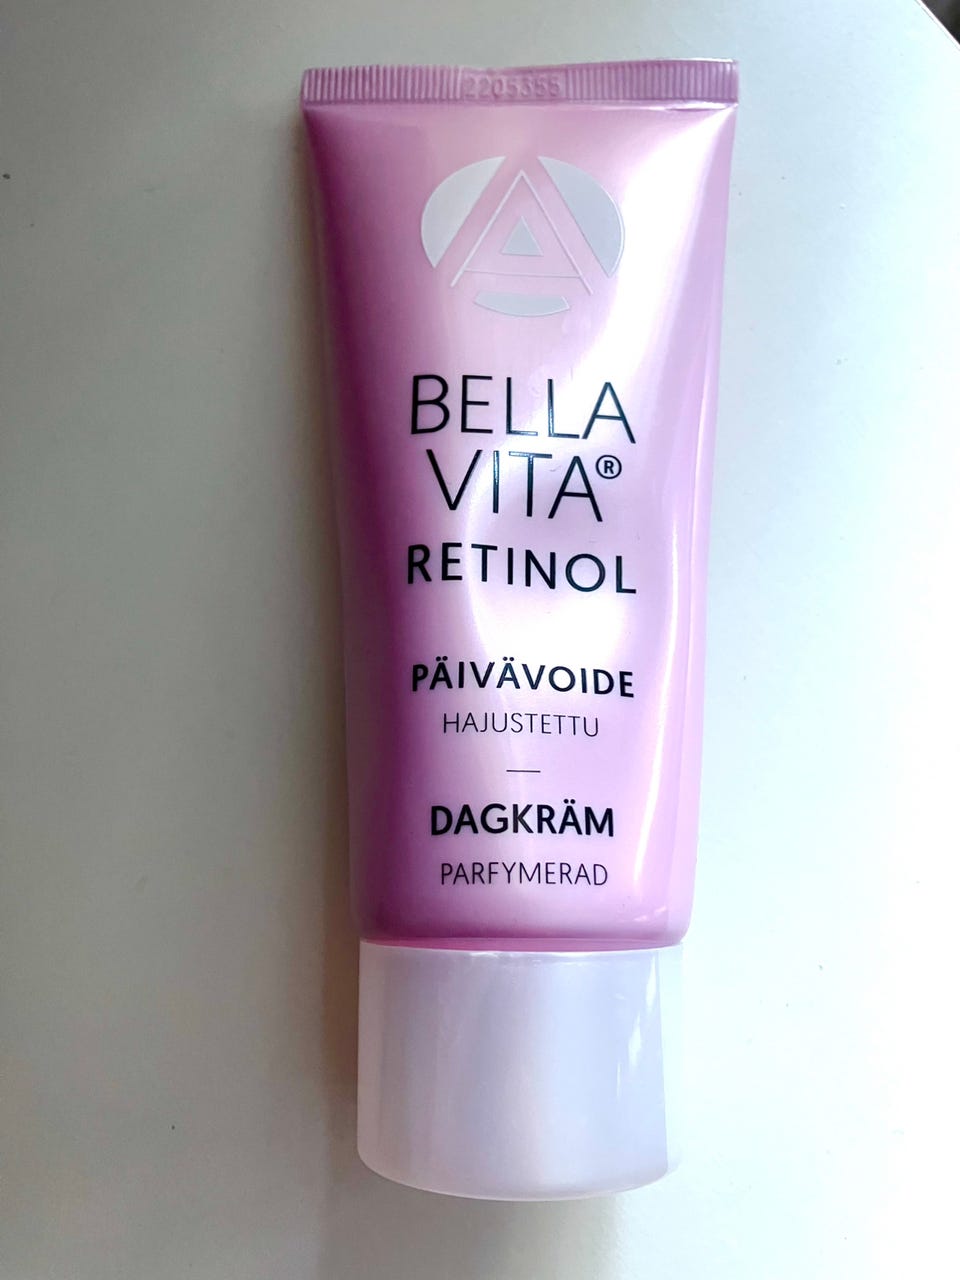 2205355
BELLA
VITA®
RETINOL
PÄIVÄVOIDE
HAJUSTETTU
DAGKRÄM
PARFYMERAD